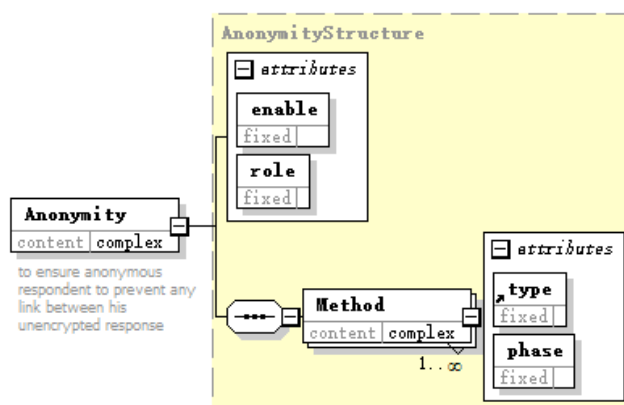 AnonymityStructure
attributes
enable
fixed
role
fixed
Anonymity
content complex
to ensure anonymous
respondent to prevent any
link between his
unencrypted response
attributes
type
fixed
phase
fixed
Method
content complex
1..∞